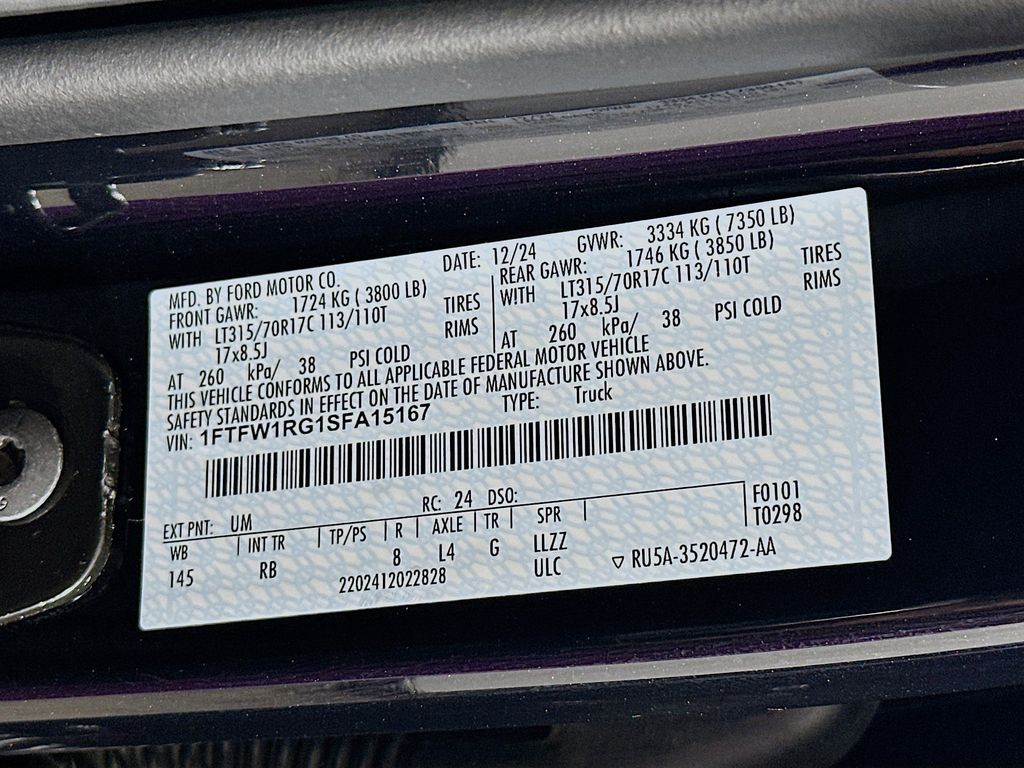 MFD. BY FORD MOTOR CO. DATE: 12/24 GVWR: 3334 KG ( 7350 LB)
FRONT GAWR: 1724 KG ( 3800 LB) REAR GAWR: 1746 KG ( 3850 LB)
WITH LT315/70R17C 113/110T TIRES WITH LT315/70R17C 113/110T TIRES
17x8.5J RIMS 17x8.5J RIMS
AT 260 kPa/ 38 PSI COLD AT 260 kPa/ 38 PSI COLD
THIS VEHICLE CONFORMS TO ALL APPLICABLE FEDERAL MOTOR VEHICLE
SAFETY STANDARDS IN EFFECT ON THE DATE OF MANUFACTURE SHOWN ABOVE.
VIN: 1FTFW1RG1SFA15167 TYPE: Truck
EXT PNT: UM RC: 24 DSO: F0101
WB INT TR TP/PS R AXLE TR SPR T0298
145 RB 8 L4 G LLZZ
2202412022828 ULC ▽ RU5A-3520472-AA